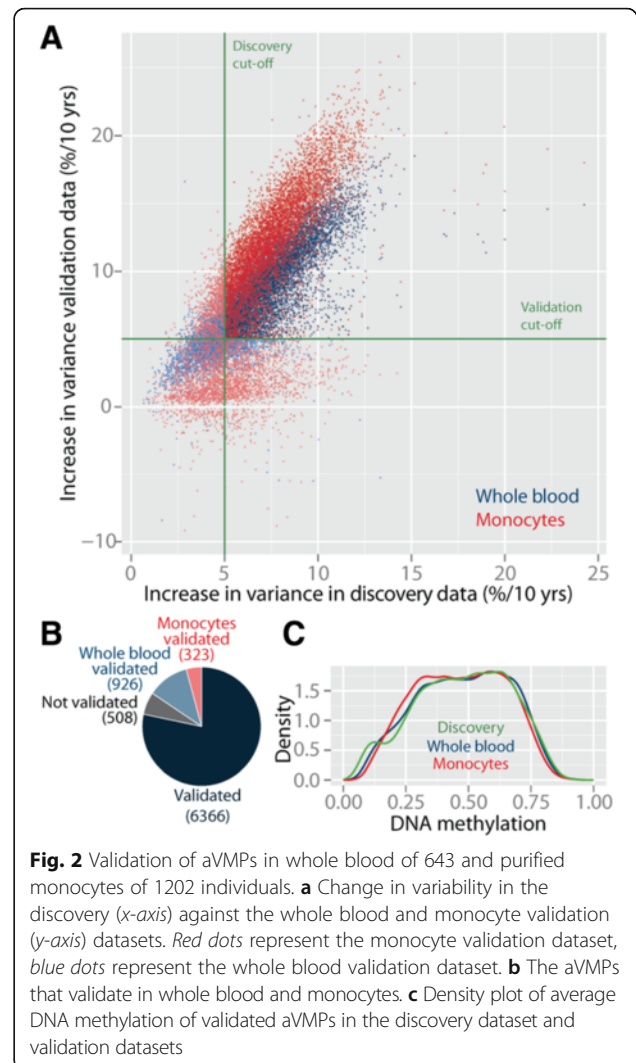 A
Discovery
cut-off
Increase in variance validation data (%/10 yrs)
20
10
0
−10
Validation
cut-off
Whole blood
Monocytes
0 5 10 15 20 25
Increase in variance in discovery data (%/10 yrs)
B
Monocytes
validated
(323)
Whole blood
validated
(926)
Not validated
(508)
Validated
(6366)
C
Density
1.5
1.0
0.5
0.0
Discovery
Whole blood
Monocytes
0.00 0.25 0.50 0.75 1.00
DNA methylation
Fig. 2 Validation of aVMPs in whole blood of 643 and purified
monocytes of 1202 individuals. a Change in variability in the
discovery (x-axis) against the whole blood and monocyte validation
(y-axis) datasets. Red dots represent the monocyte validation dataset,
blue dots represent the whole blood validation dataset. b The aVMPs
that validate in whole blood and monocytes. c Density plot of average
DNA methylation of validated aVMPs in the discovery dataset and
validation datasets